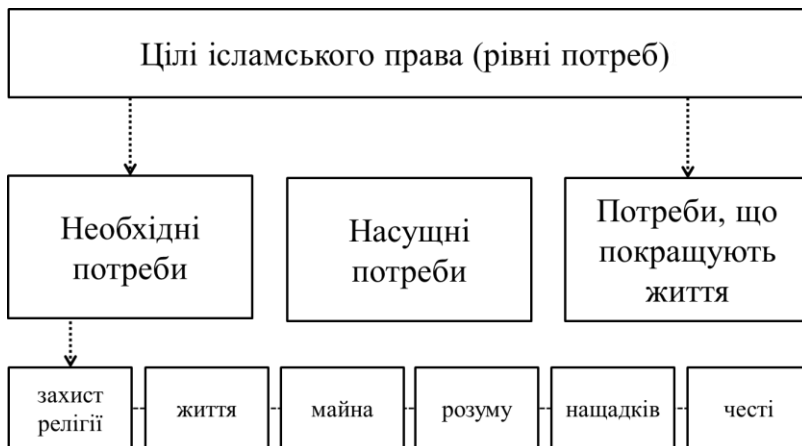 Цілі ісламського права (рівні потреб)
Необхідні
потреби
Насущні
потреби
Потреби, що
покращують
життя
захист
релігії
життя
майна
розуму
нащадків
честі